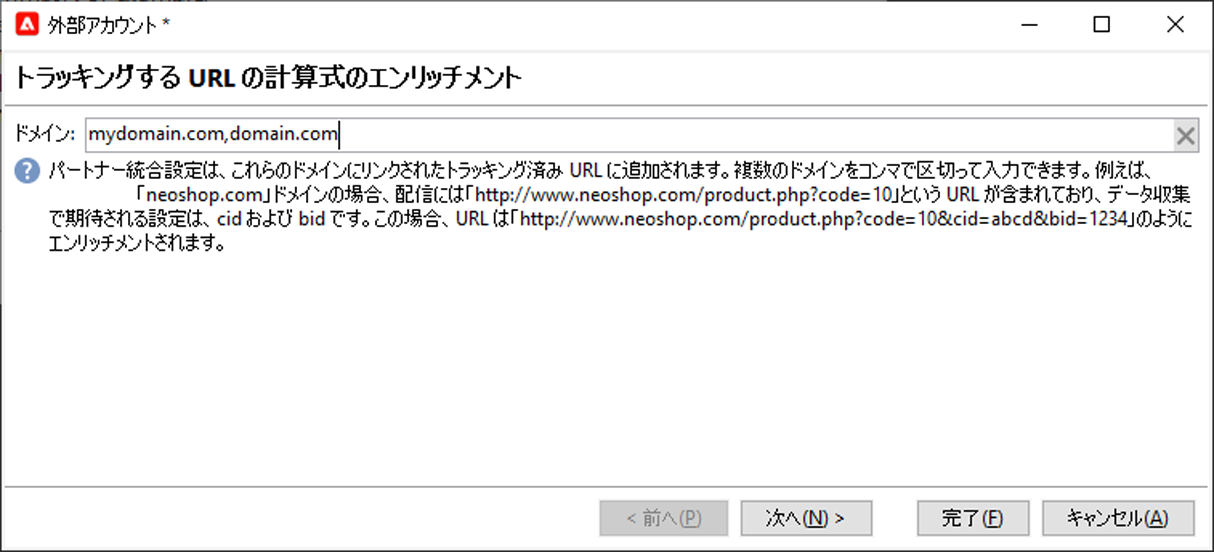 外部アカウント *
トラッキングする URL の計算式のエンリッチメント
ドメイン: mydomain.com,domain.com
パートナー統合設定は、これらのドメインにリンクされたトラッキング済み URL に追加されます。複数のドメインをコンマで区切って入力できます。例えば、
「neoshop.com」ドメインの場合、配信には「http://www.neoshop.com/product.php?code=10」という URL が含まれており、データ収集
で期待される設定は、cid および bid です。この場合、URL は「http://www.neoshop.com/product.php?code=10&cid=abcd&bid=1234」のように
エンリッチメントされます。
< 前へ(P) 次へ(N) > 完了(F) キャンセル(A)